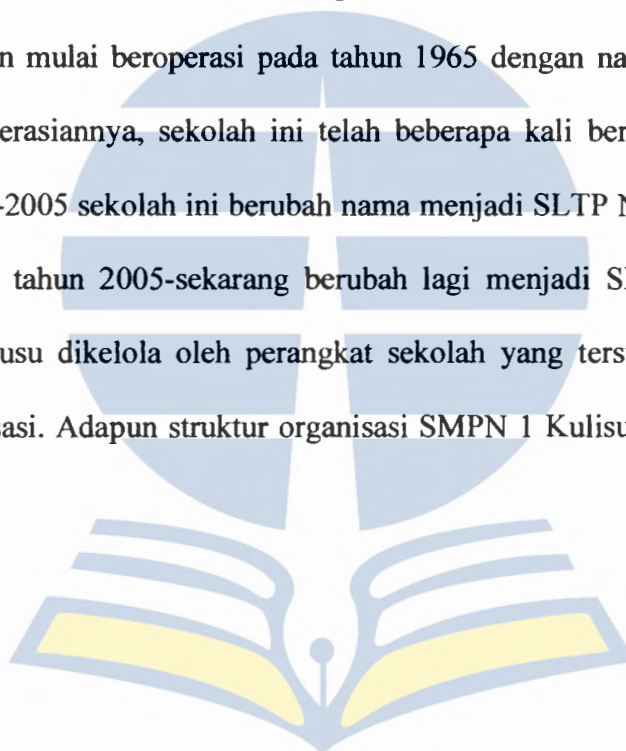 n mulai beroperasi pada tahun 1965 dengan na
erasiannya, sekolah ini telah beberapa kali ber
-2005 sekolah ini berubah nama menjadi SLTP N
tahun 2005-sekarang berubah lagi menjadi S
usu dikelola oleh perangkat sekolah yang ters
asi. Adapun struktur organisasi SMPN 1 Kulisu